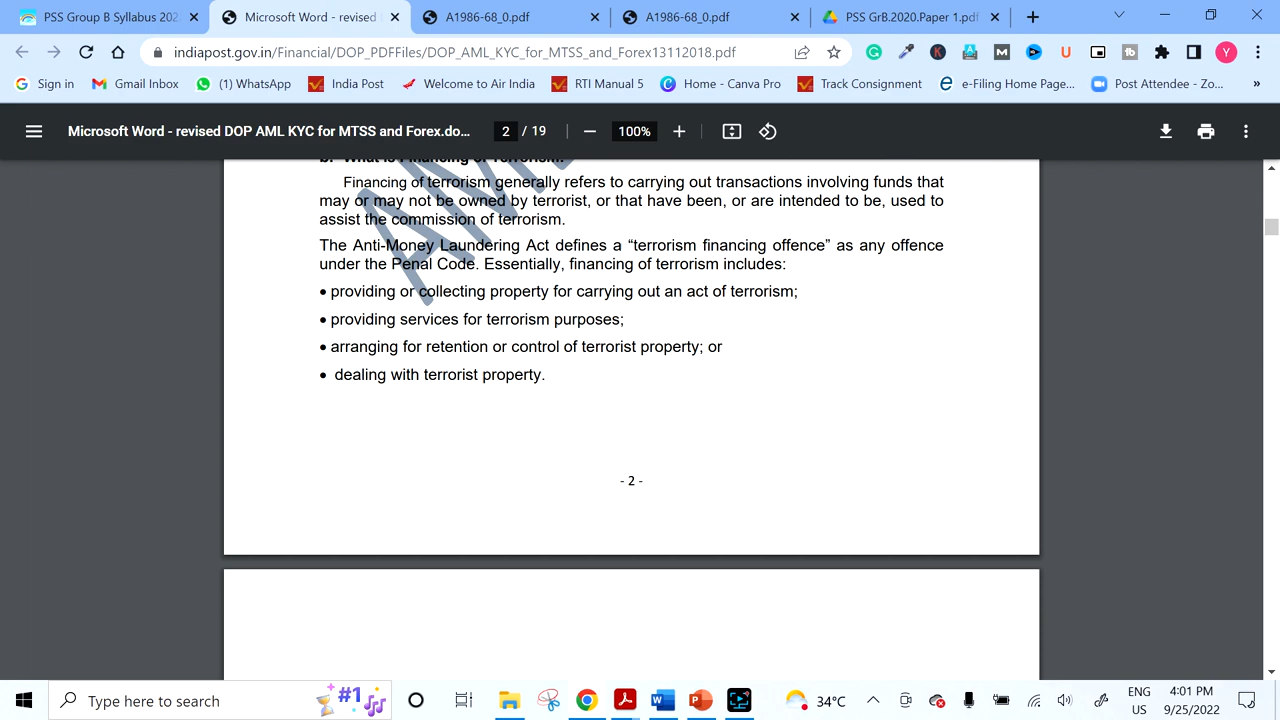 PSS Group B Syllabus 202
Microsoft Word - revised
A1986-68_0.pdf
A1986-68_0.pdf
PSS GrB.2020.Paper 1.pdf
indiapost.gov.in/Financial/DOP_PDFFiles/DOP_AML_KYC_for_MTSS_and_Forex13112018.pdf
Sign in
Gmail Inbox
(1) WhatsApp
India Post
Welcome to Air India
RTI Manual 5
Home - Canva Pro
Track Consignment
e-Filing Home Page...
Post Attendee - Zo...
Microsoft Word - revised DOP AML KYC for MTSS and Forex.do...
2 / 19
100%
b. What is Financing of Terrorism?
Financing of terrorism generally refers to carrying out transactions involving funds that
may or may not be owned by terrorist, or that have been, or are intended to be, used to
assist the commission of terrorism.
The Anti-Money Laundering Act defines a “terrorism financing offence” as any offence
under the Penal Code. Essentially, financing of terrorism includes:
• providing or collecting property for carrying out an act of terrorism;
• providing services for terrorism purposes;
• arranging for retention or control of terrorist property; or
• dealing with terrorist property.
- 2 -
Type here to search
#1
34°C
ENG
US
4:01 PM
9/25/2022